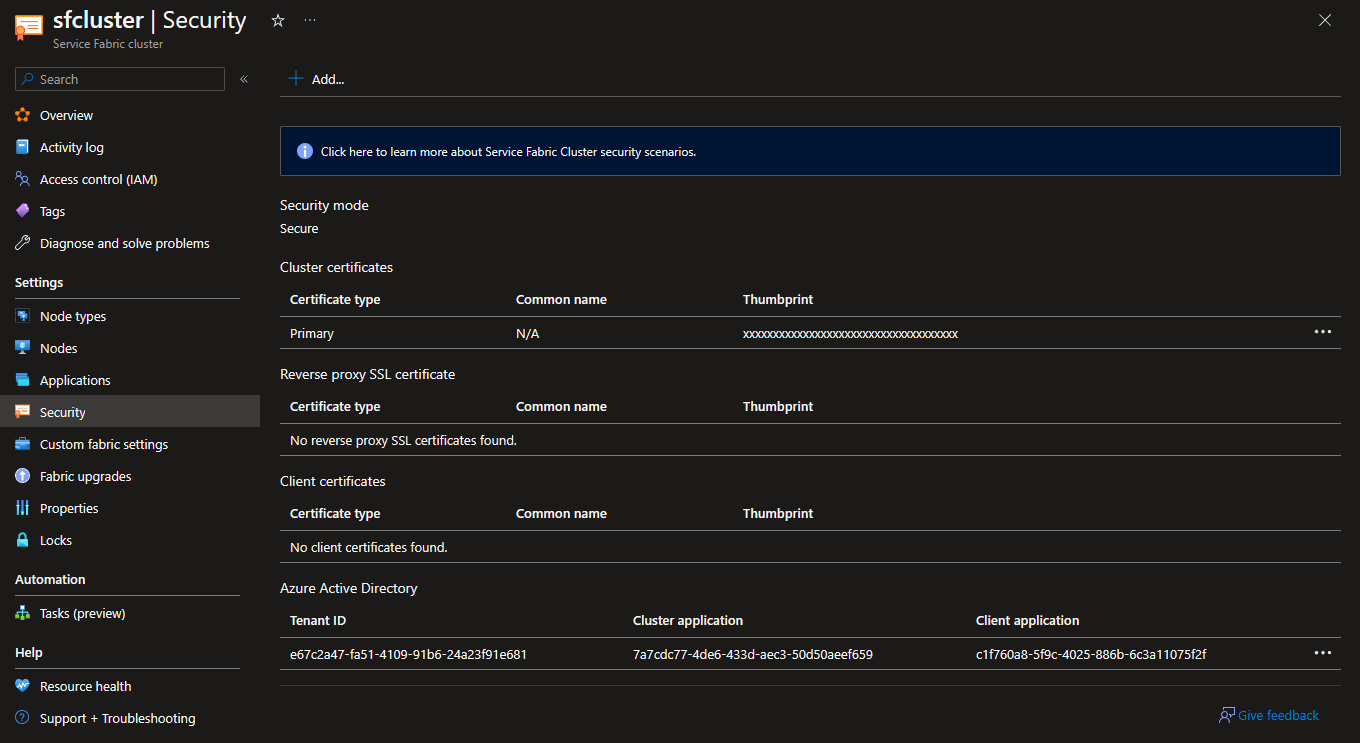 sfcluster | Security
Service Fabric cluster
Search
Overview
Activity log
Access control (IAM)
Tags
Diagnose and solve problems
Settings
Node types
Nodes
Applications
Security
Custom fabric settings
Fabric upgrades
Properties
Locks
Automation
Tasks (preview)
Help
Resource health
Support + Troubleshooting
Add...
Click here to learn more about Service Fabric Cluster security scenarios.
Security mode
Secure
Cluster certificates
Certificate type Common name Thumbprint
Primary N/A xxxxxxxxxxxxxxxxxxxxxxxxxxxxxxxxxxxx
Reverse proxy SSL certificate
Certificate type Common name Thumbprint
No reverse proxy SSL certificates found.
Client certificates
Certificate type Common name Thumbprint
No client certificates found.
Azure Active Directory
Tenant ID Cluster application Client application
e67c2a47-fa51-4109-91b6-24a23f91e681 7a7cdc77-4de6-433d-aec3-50d50aeef659 c1f760a8-5f9c-4025-886b-6c3a11075f2f
Give feedback